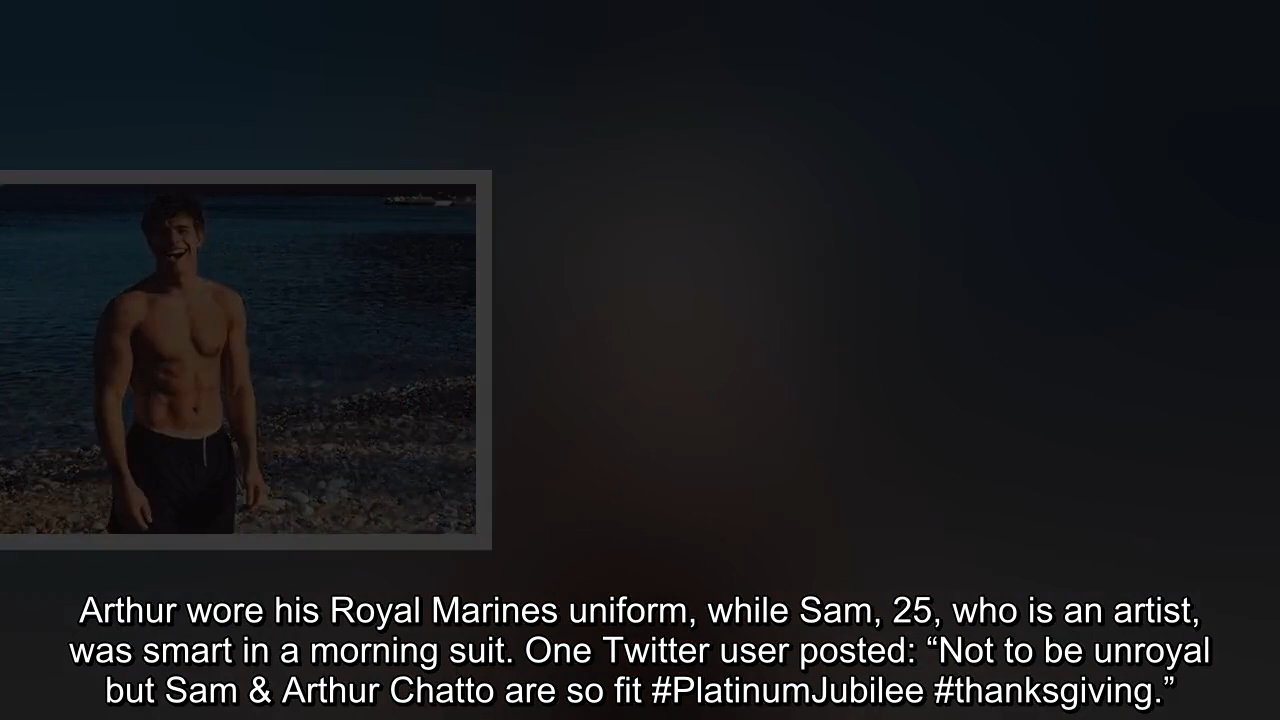 Arthur wore his Royal Marines uniform, while Sam, 25, who is an artist,
was smart in a morning suit. One Twitter user posted: “Not to be unroyal
but Sam & Arthur Chatto are so fit #PlatinumJubilee #thanksgiving.”